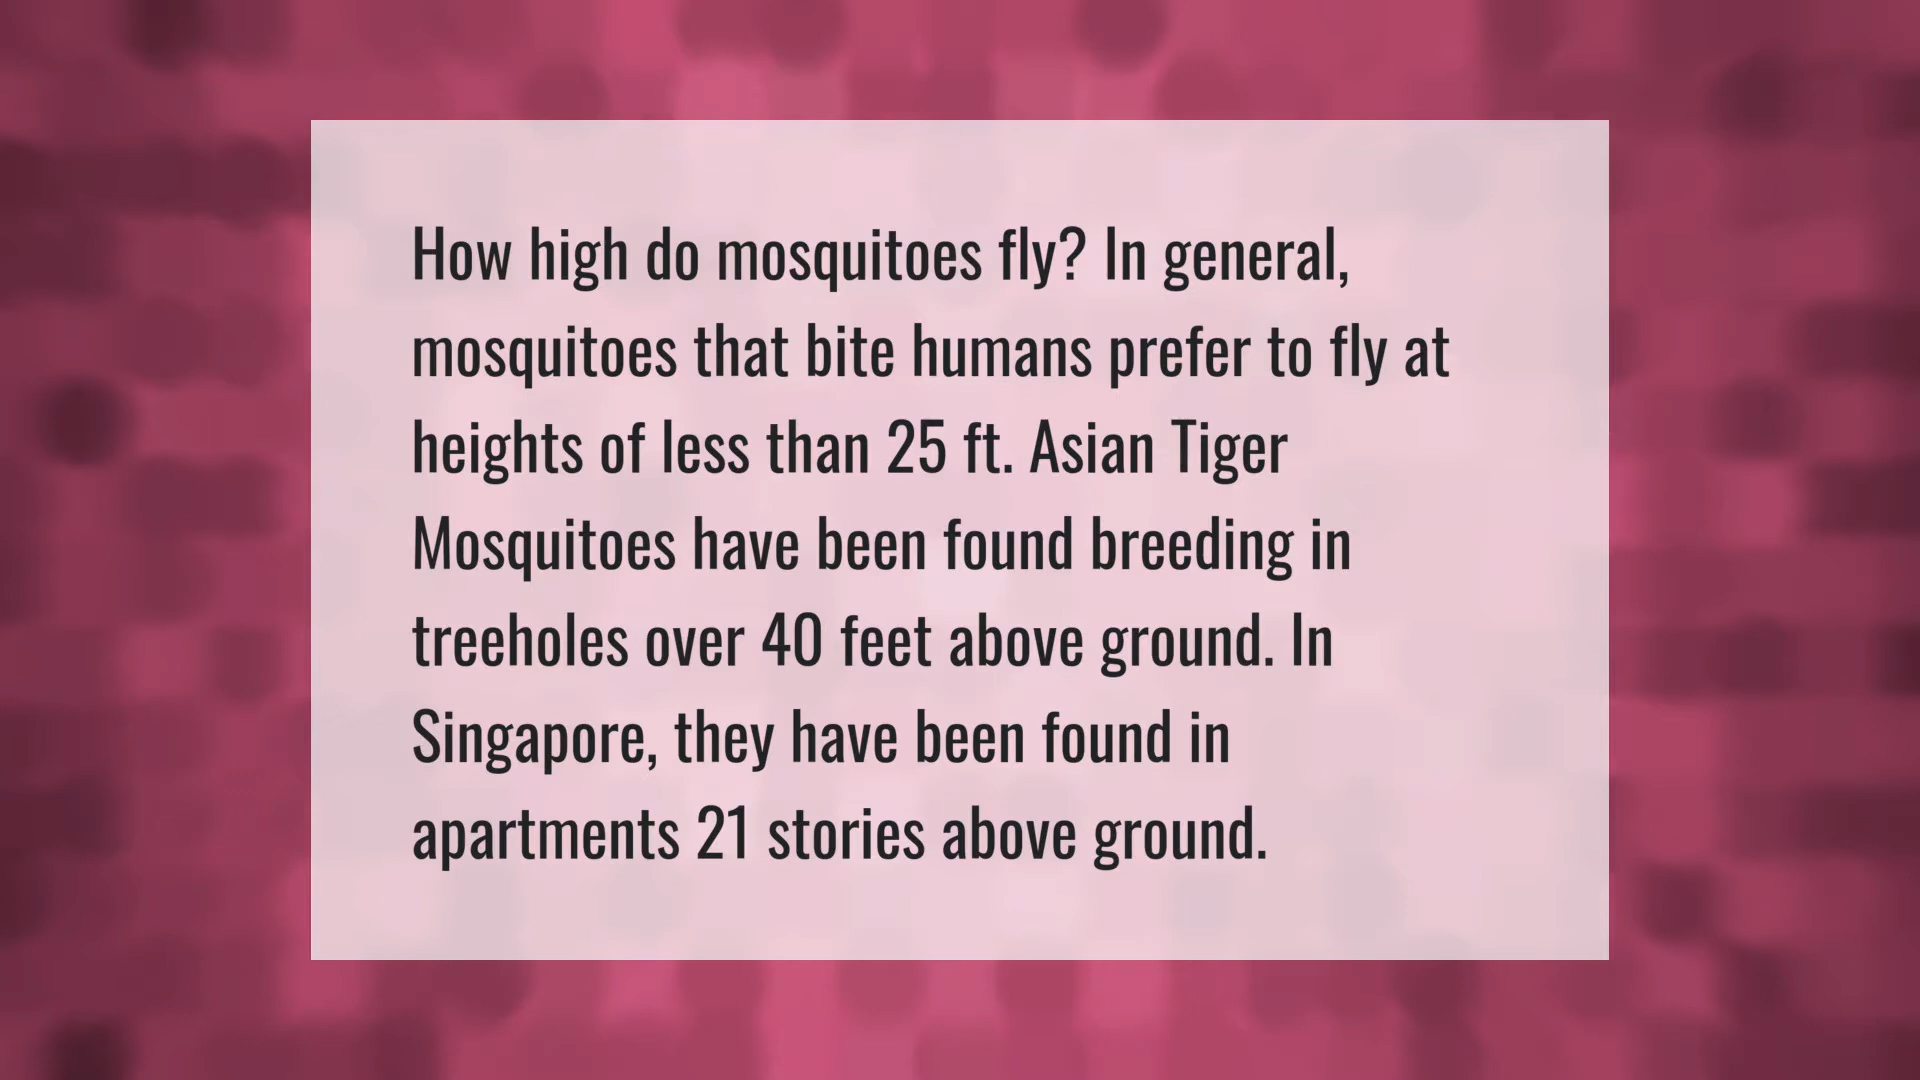 How high do mosquitoes fly? In general,
mosquitoes that bite humans prefer to fly at
heights of less than 25 ft. Asian Tiger
Mosquitoes have been found breeding in
treeholes over 40 feet above ground. In
Singapore, they have been found in
apartments 21 stories above ground.